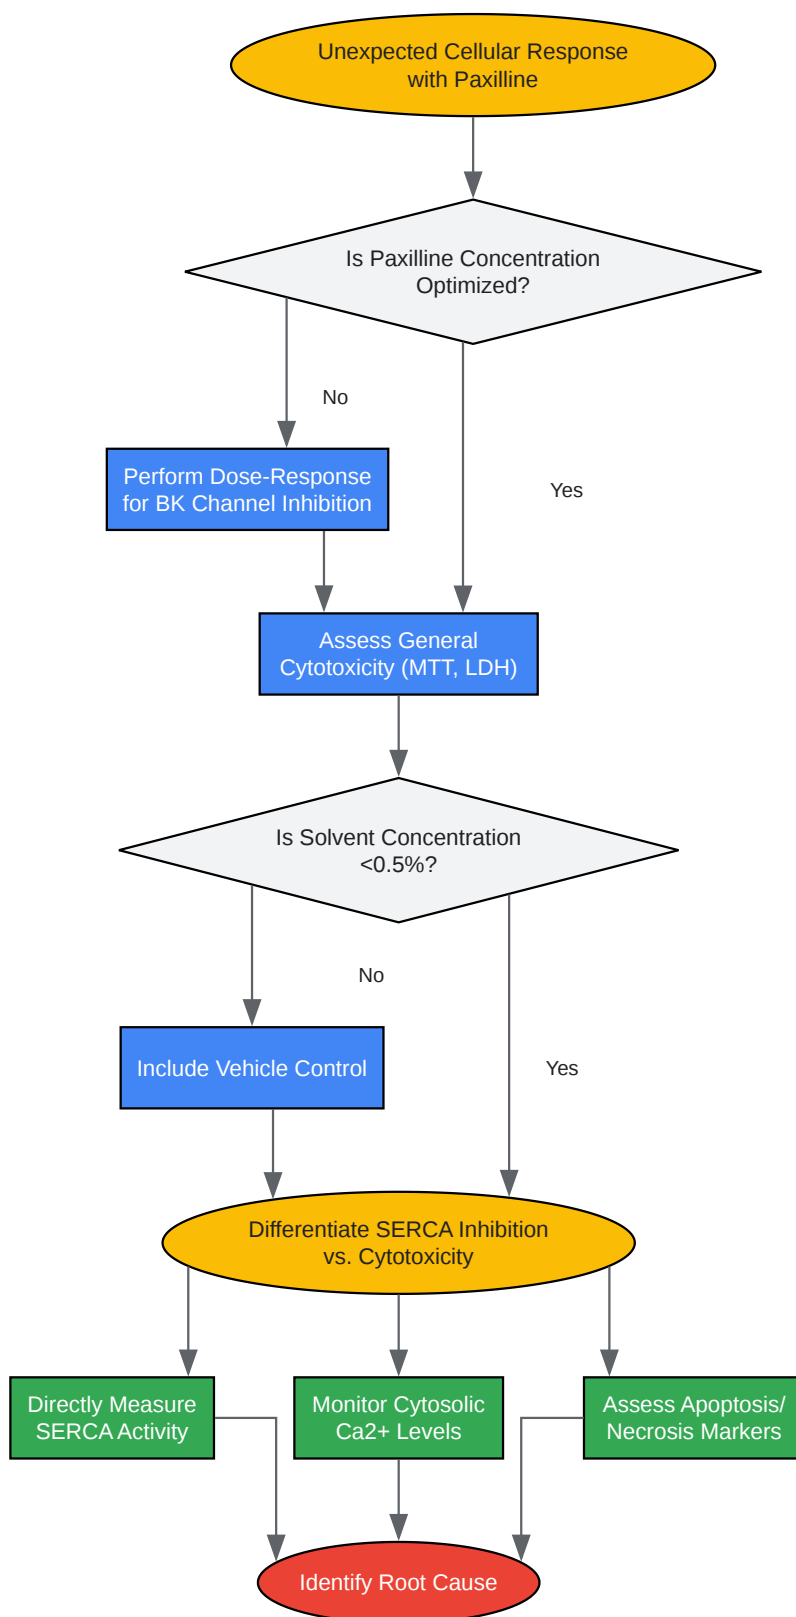 Unexpected Cellular Response
with Paxilline
Is Paxilline Concentration
Optimized?
No
Perform Dose-Response
for BK Channel Inhibition
Yes
Assess General
Cytotoxicity (MTT, LDH)
Is Solvent Concentration
<0.5%?
No
Include Vehicle Control
Yes
Differentiate SERCA Inhibition
vs. Cytotoxicity
Directly Measure
SERCA Activity
Monitor Cytosolic
Ca2+ Levels
Assess Apoptosis/
Necrosis Markers
Identify Root Cause